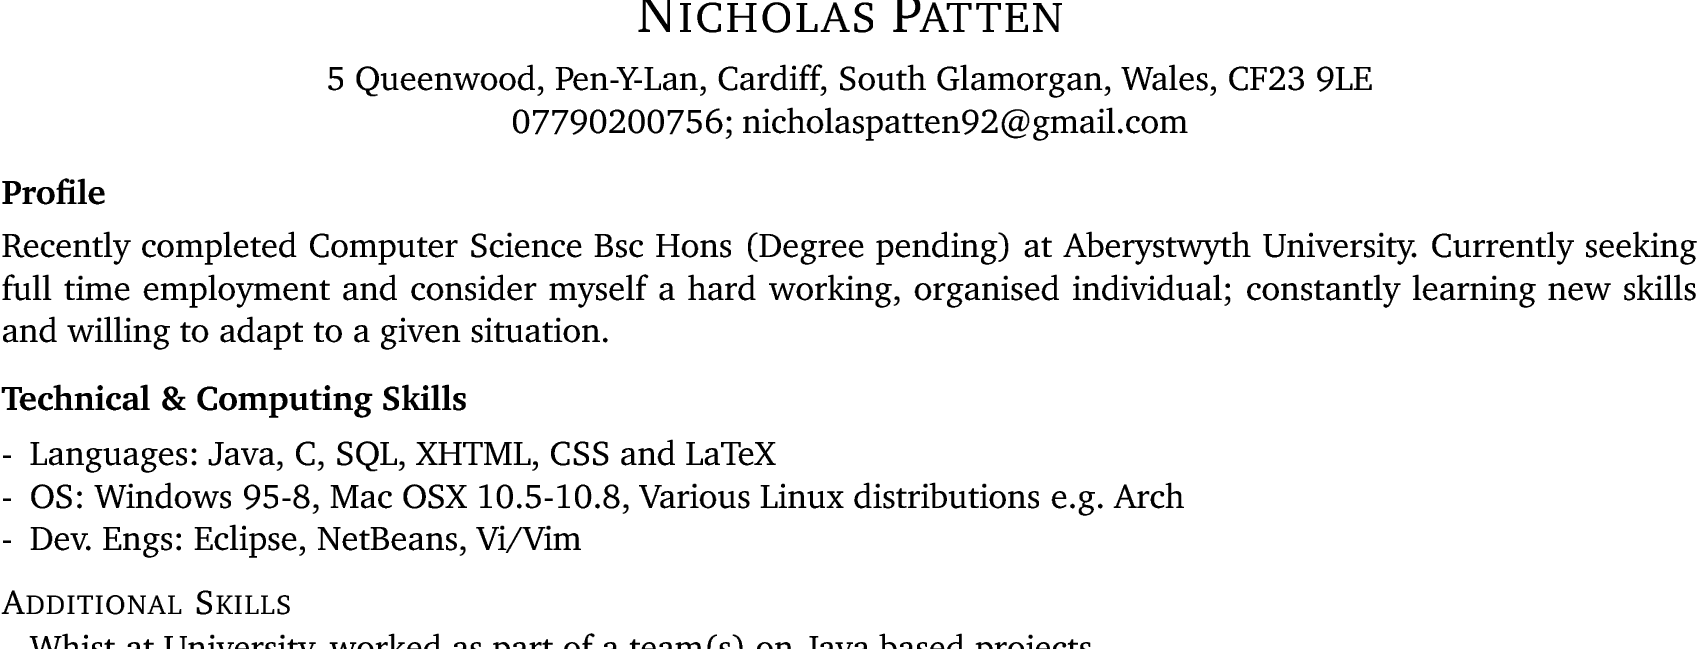 NICHOLAS PATTEN
5 Queenwood, Pen-Y-Lan, Cardiff, South Glamorgan, Wales, CF23 9LE
07790200756; nicholaspatten92@gmail.com
Profile
Recently completed Computer Science Bsc Hons (Degree pending) at Aberystwyth University. Currently seeking
full time employment and consider myself a hard working, organised individual; constantly learning new skills
and willing to adapt to a given situation.
Technical & Computing Skills
- Languages: Java, C, SQL, XHTML, CSS and LaTeX
- OS: Windows 95-8, Mac OSX 10.5-10.8, Various Linux distributions e.g. Arch
- Dev. Engs: Eclipse, NetBeans, Vi/Vim
ADDITIONAL SKILLS
Whist at University, worked as part of a team(s) on Java based projects